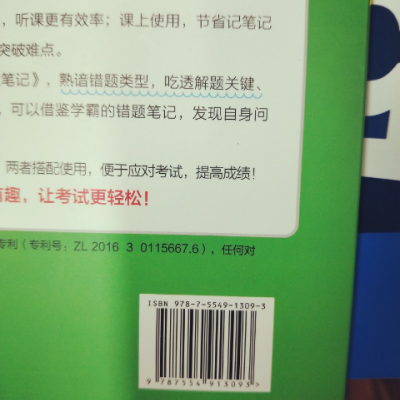 ，听课更有效率；课上使用，节省记笔记
突破难点。
笔记》，熟谙错题类型，吃透解题关键、
，可以借鉴学霸的错题笔记，发现自身问
两者搭配使用，便于应对考试，提高成绩！
有趣，让考试更轻松！
专利（专利号：ZL 2016 3 0115667.6），任何对
ISBN 978-7-5549-1309-3
9 787554 913093 >